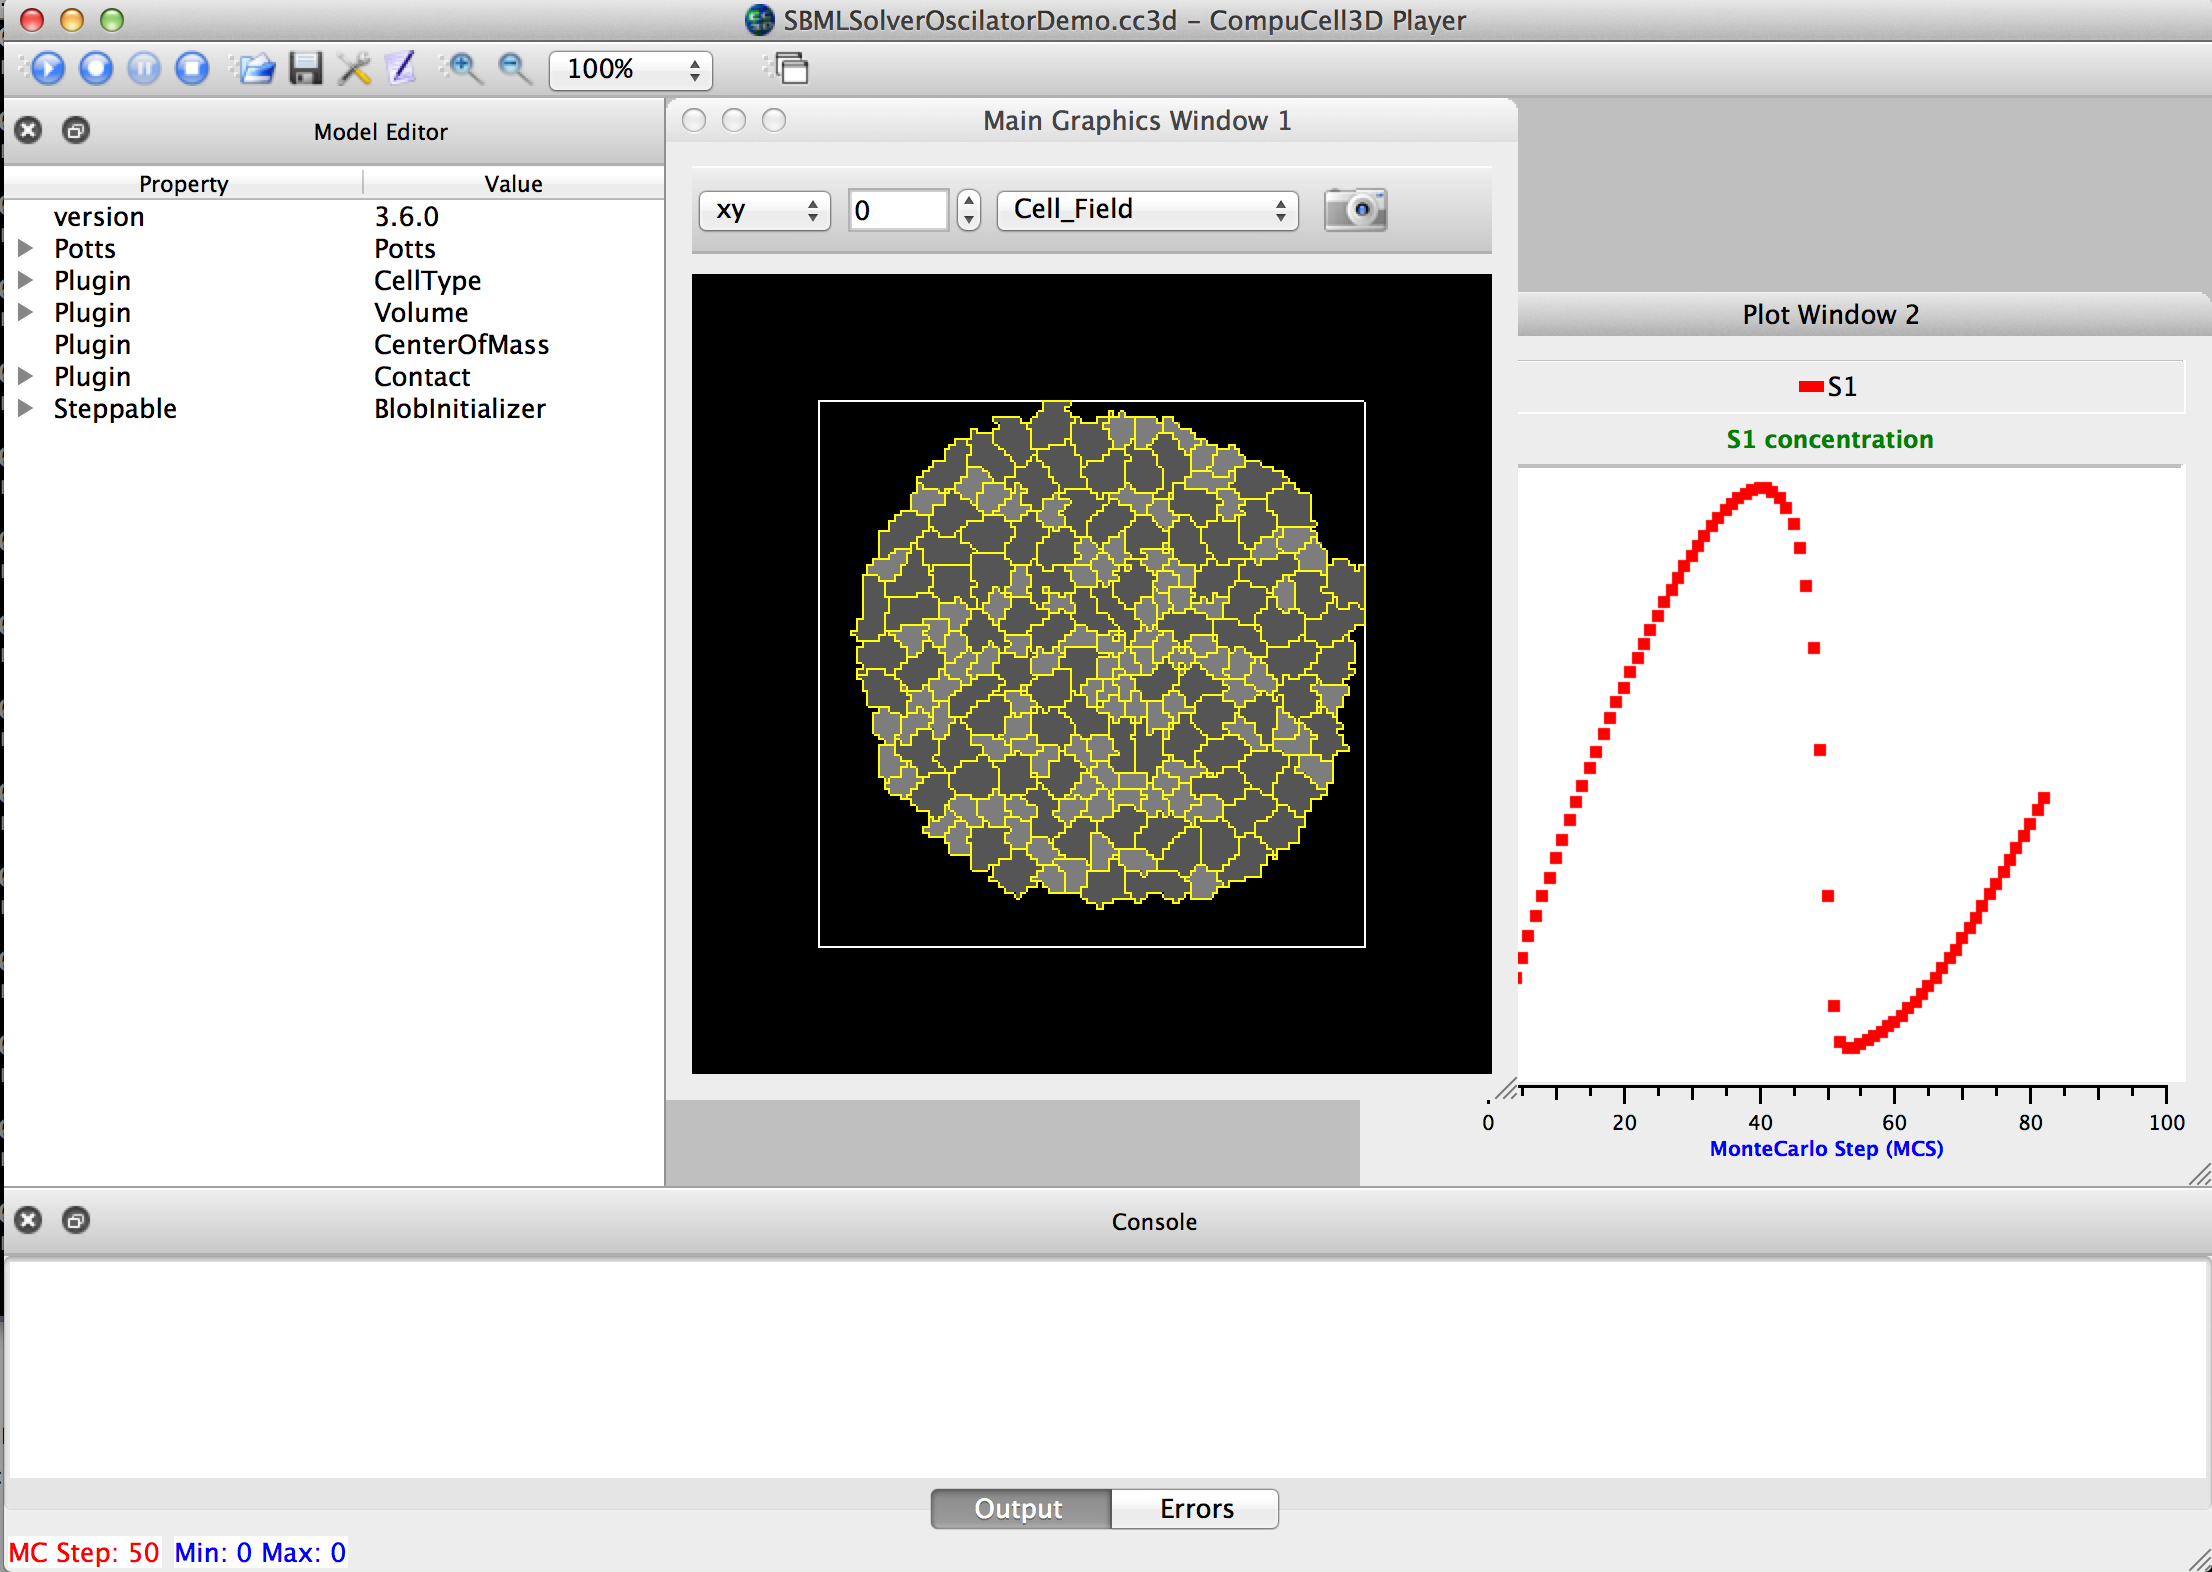 SBMLSolverOscilatorDemo.cc3d – CompuCell3D Player
100%
Model Editor
Property Value
version 3.6.0
Potts Potts
Plugin CellType
Plugin Volume
Plugin CenterOfMass
Plugin Contact
Steppable BlobInitializer
Main Graphics Window 1
xy 0 Cell_Field
Plot Window 2
S1
S1 concentration
0 20 40 60 80 100
MonteCarlo Step (MCS)
Console
Output Errors
MC Step: 50 Min: 0 Max: 0